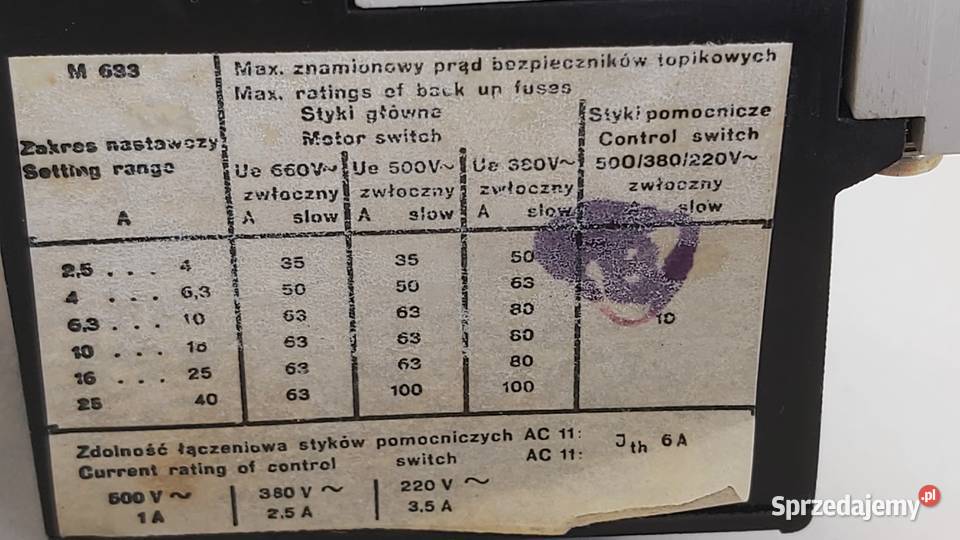 M 633
Max. znamionowy prąd bezpieczników topikowych
Max. ratings of back up fuses
Styki główne
Motor switch
Styki pomocnicze
Control switch
Zakres nastawczy
Setting range
A
Ue 660V~ Ue 500V~ Ue 380V~ 500/380/220V~
zwłoczny zwłoczny zwłoczny zwłoczny
A slow A slow A slow A slow
2,5 . . . 4 35 35 50
4 . . . 6,3 50 50 63
6,3 . . . 10 63 63 80 10
10 . . . 16 63 63 80
16 . . . 25 63 63 80
25 40 63 100 100
Zdolność łączeniowa styków pomocniczych AC 11: Jth 6 A
Current rating of control switch AC 11:
500 V ~ 380 V ~ 220 V ~
1 A 2,5 A 3,5 A
Sprzedajemy.pl